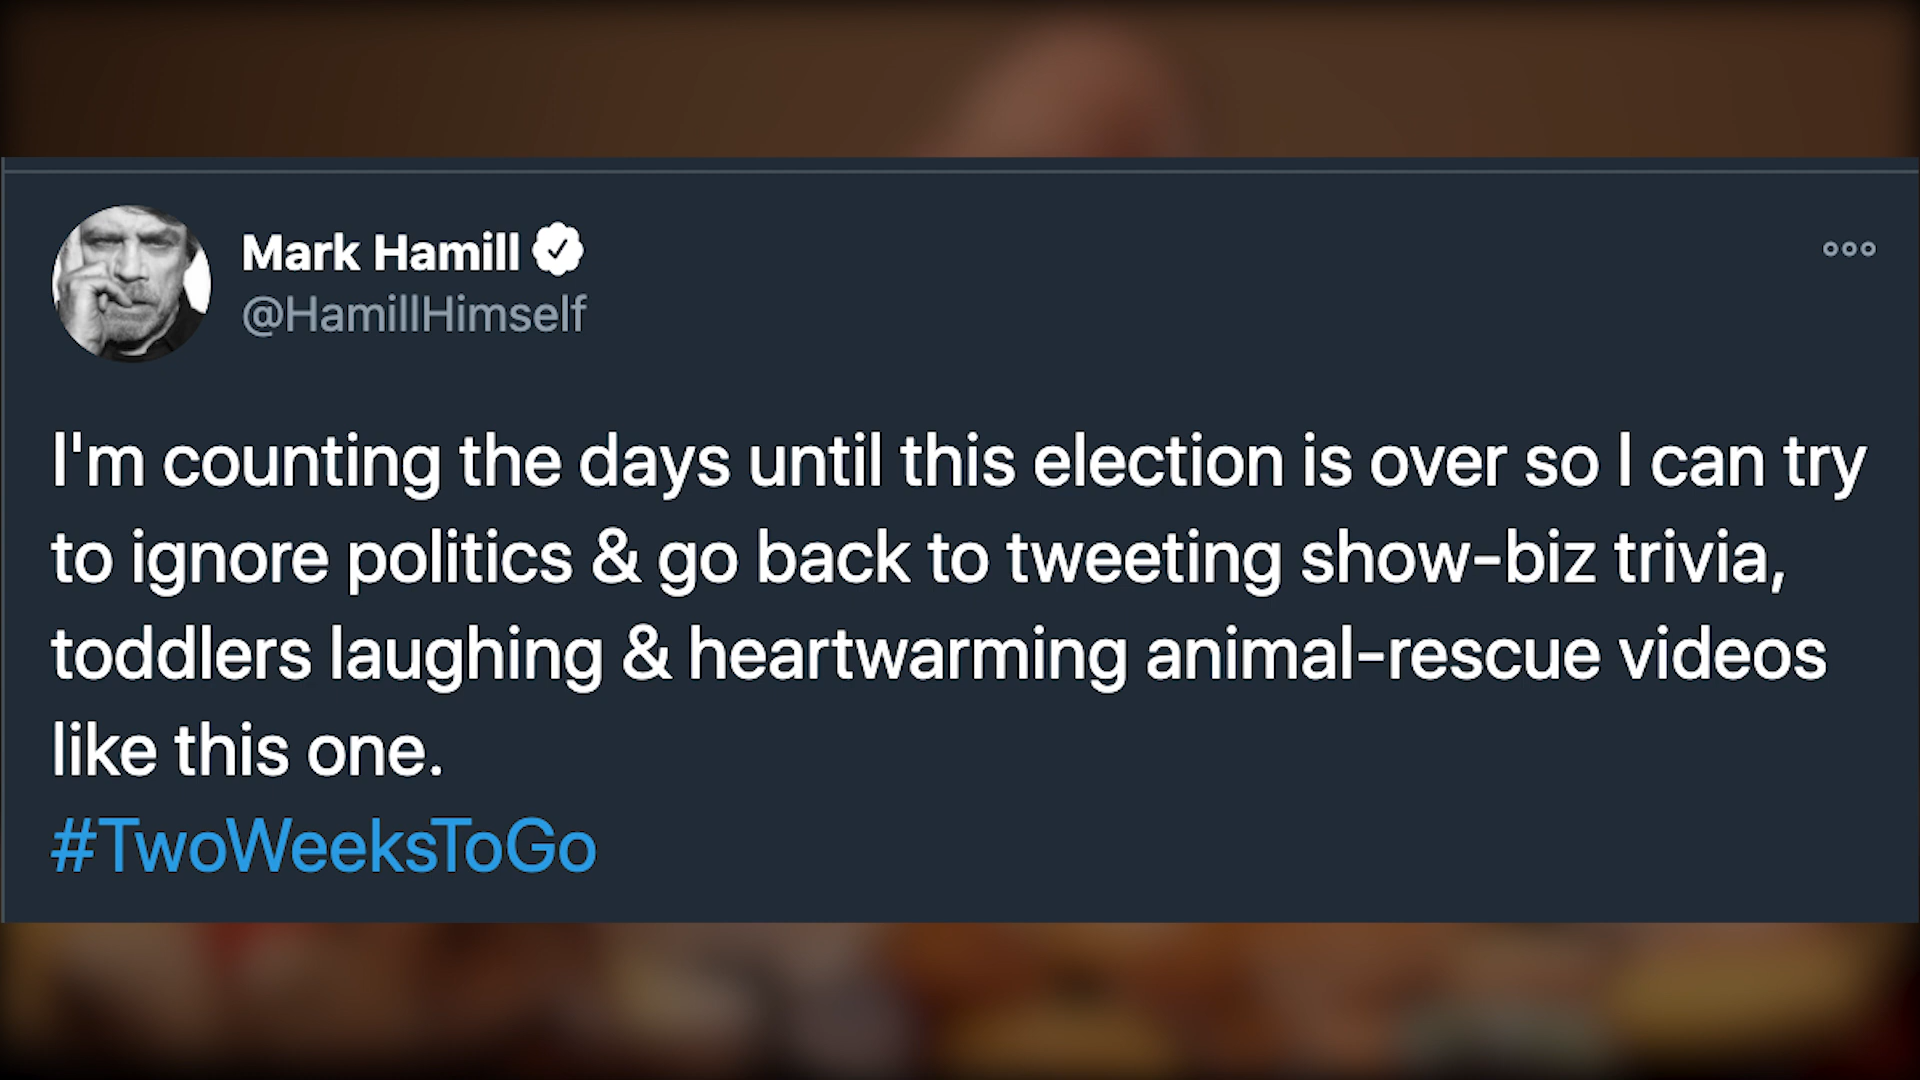 Mark Hamill
@HamillHimself
I'm counting the days until this election is over so I can try
to ignore politics & go back to tweeting show-biz trivia,
toddlers laughing & heartwarming animal-rescue videos
like this one.
#TwoWeeksToGo